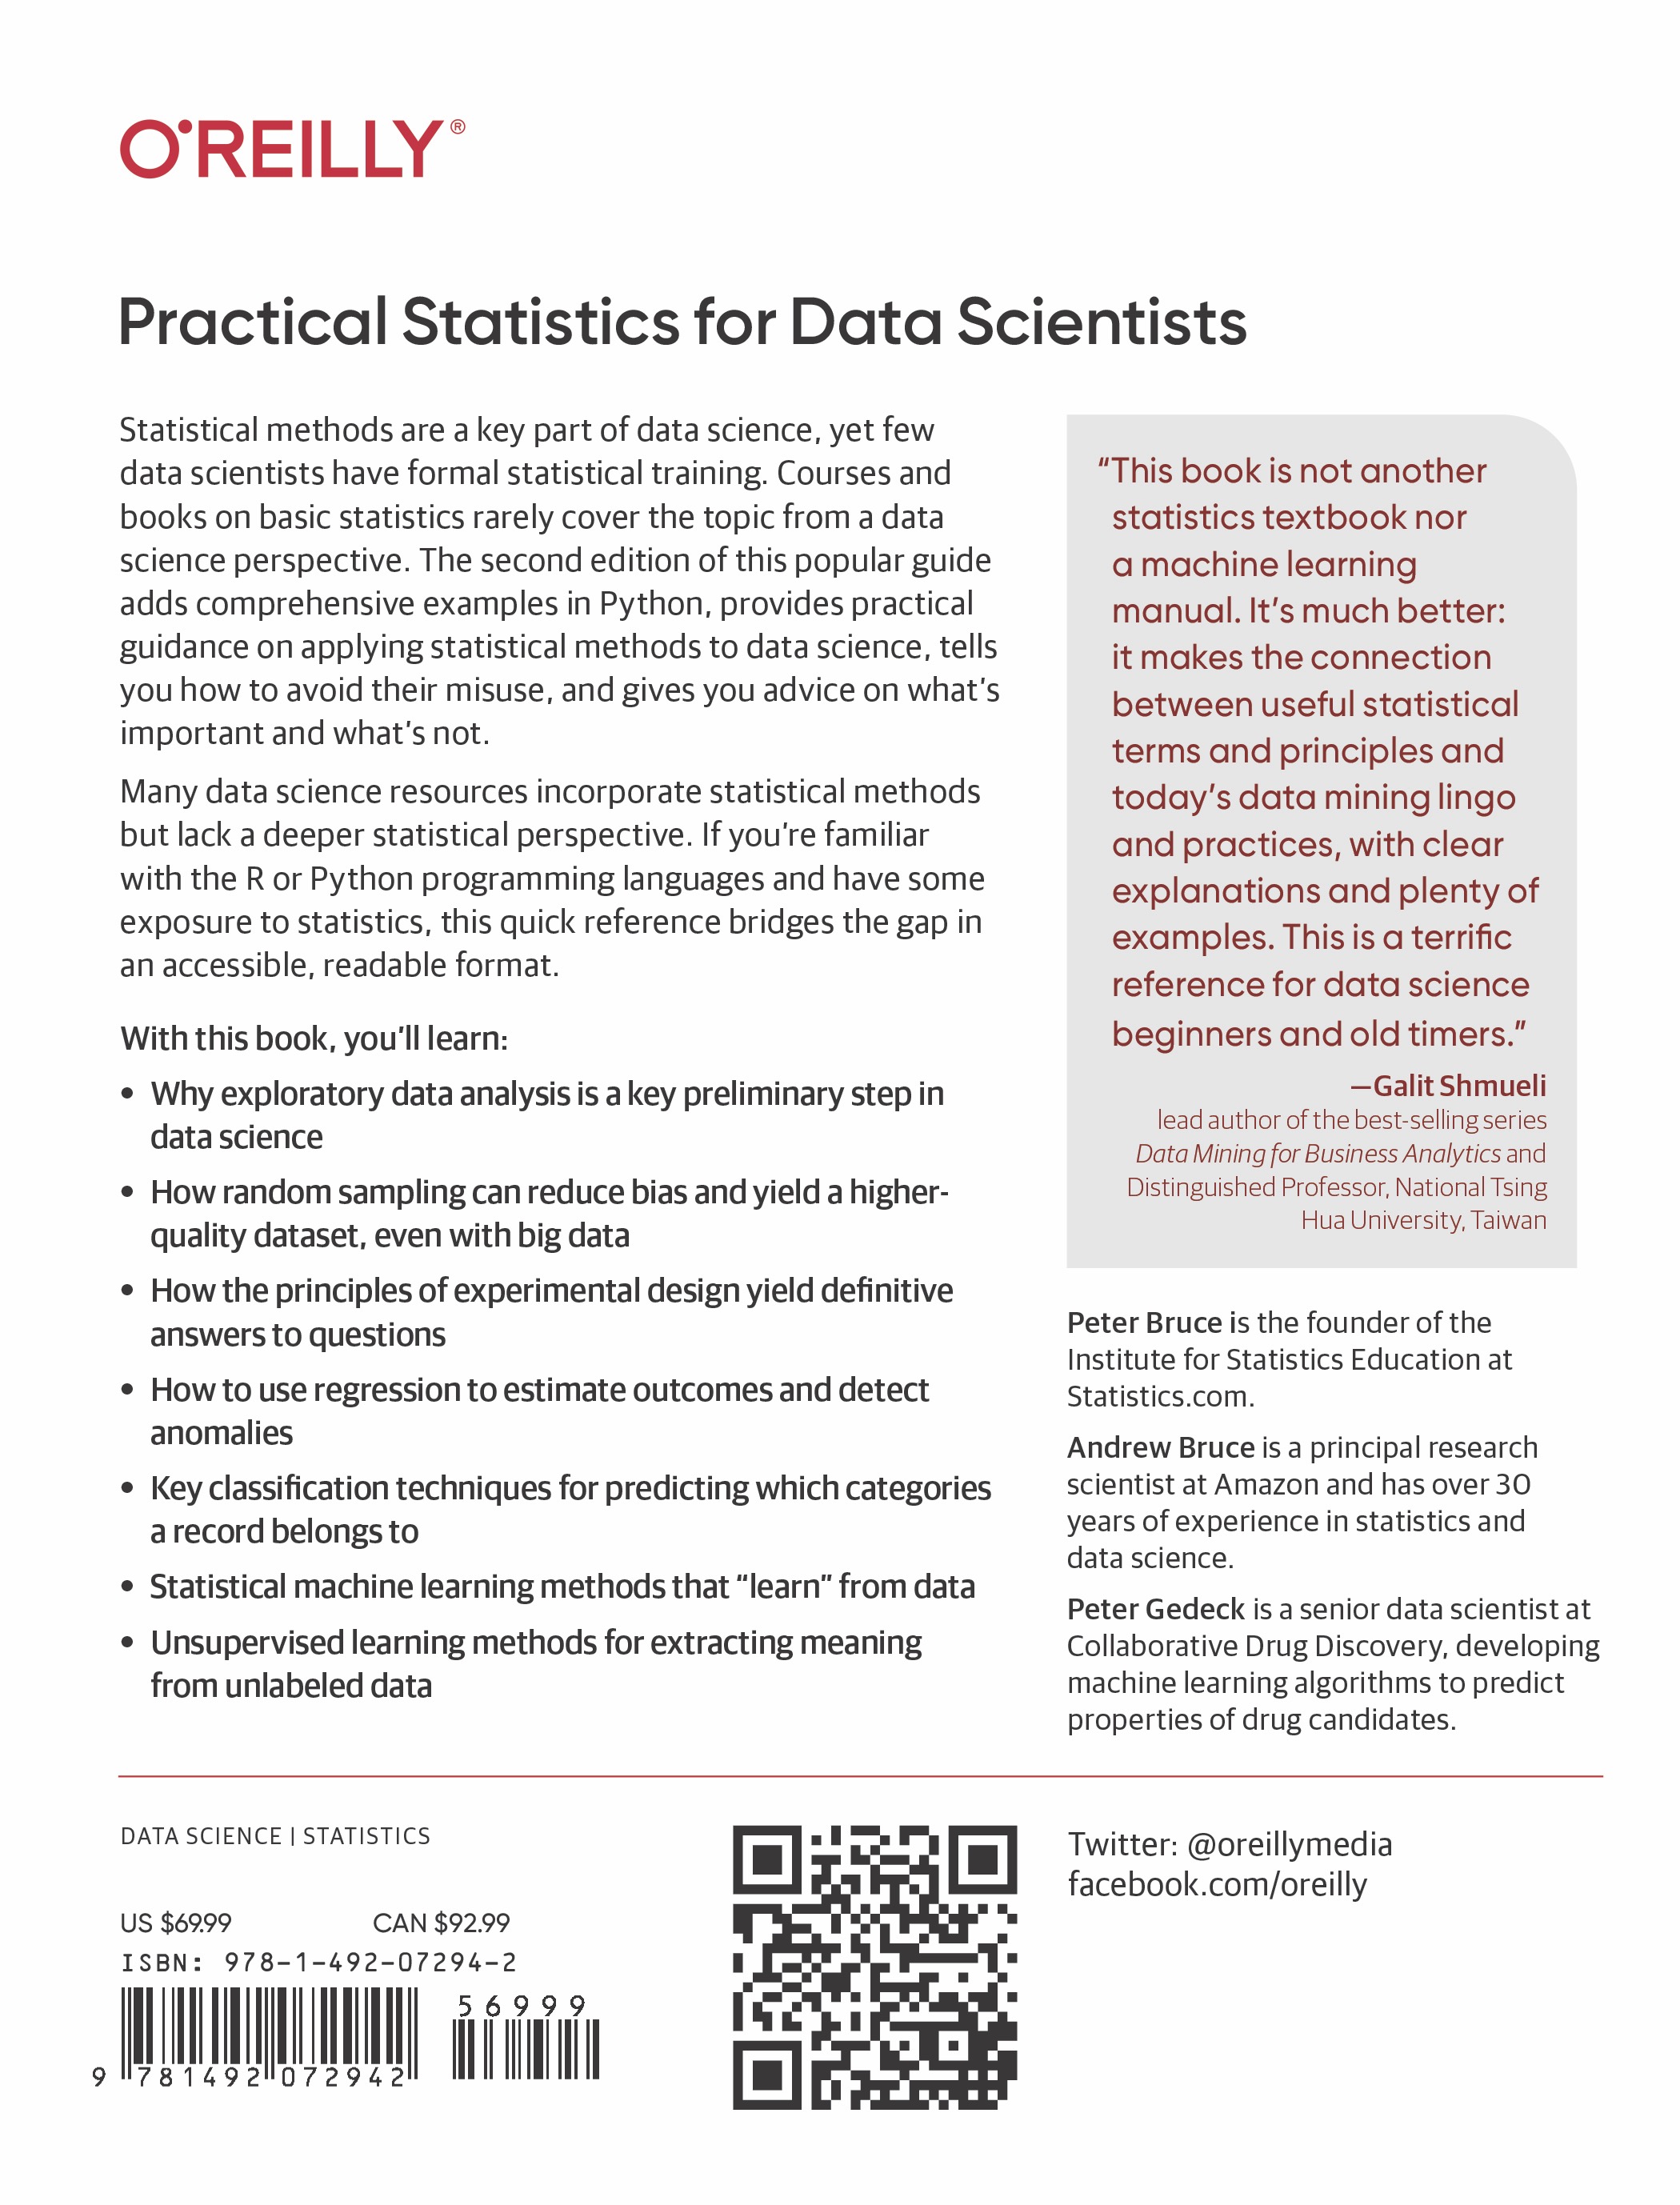 O'REILLY®
Practical Statistics for Data Scientists
Statistical methods are a key part of data science, yet few
data scientists have formal statistical training. Courses and
books on basic statistics rarely cover the topic from a data
science perspective. The second edition of this popular guide
adds comprehensive examples in Python, provides practical
guidance on applying statistical methods to data science, tells
you how to avoid their misuse, and gives you advice on what's
important and what's not.
Many data science resources incorporate statistical methods
but lack a deeper statistical perspective. If you're familiar
with the R or Python programming languages and have some
exposure to statistics, this quick reference bridges the gap in
an accessible, readable format.
With this book, you'll learn:
• Why exploratory data analysis is a key preliminary step in
data science
• How random sampling can reduce bias and yield a higher-
quality dataset, even with big data
• How the principles of experimental design yield definitive
answers to questions
• How to use regression to estimate outcomes and detect
anomalies
• Key classification techniques for predicting which categories
a record belongs to
• Statistical machine learning methods that “learn” from data
• Unsupervised learning methods for extracting meaning
from unlabeled data
“This book is not another
statistics textbook nor
a machine learning
manual. It's much better:
it makes the connection
between useful statistical
terms and principles and
today's data mining lingo
and practices, with clear
explanations and plenty of
examples. This is a terrific
reference for data science
beginners and old timers.”
—Galit Shmueli
lead author of the best-selling series
Data Mining for Business Analytics and
Distinguished Professor, National Tsing
Hua University, Taiwan
Peter Bruce is the founder of the
Institute for Statistics Education at
Statistics.com.
Andrew Bruce is a principal research
scientist at Amazon and has over 30
years of experience in statistics and
data science.
Peter Gedeck is a senior data scientist at
Collaborative Drug Discovery, developing
machine learning algorithms to predict
properties of drug candidates.
DATA SCIENCE | STATISTICS
US $69.99 CAN $92.99
ISBN: 978-1-492-07294-2
56999
9 781492 072942
Twitter: @oreillymedia
facebook.com/oreilly